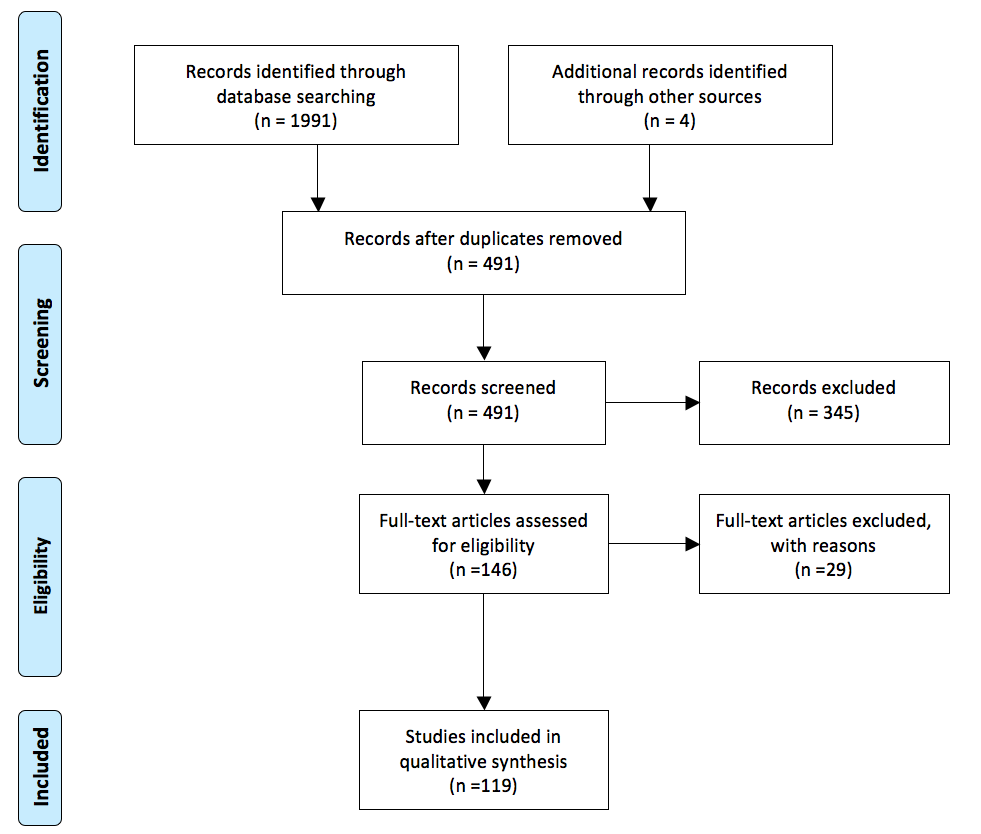 Identification
Records identified through
database searching
(n = 1991)
Additional records identified
through other sources
(n = 4)
Records after duplicates removed
(n = 491)
Screening
Records screened
(n = 491)
Records excluded
(n = 345)
Eligibility
Full-text articles assessed
for eligibility
(n =146)
Full-text articles excluded,
with reasons
(n =29)
Included
Studies included in
qualitative synthesis
(n =119)